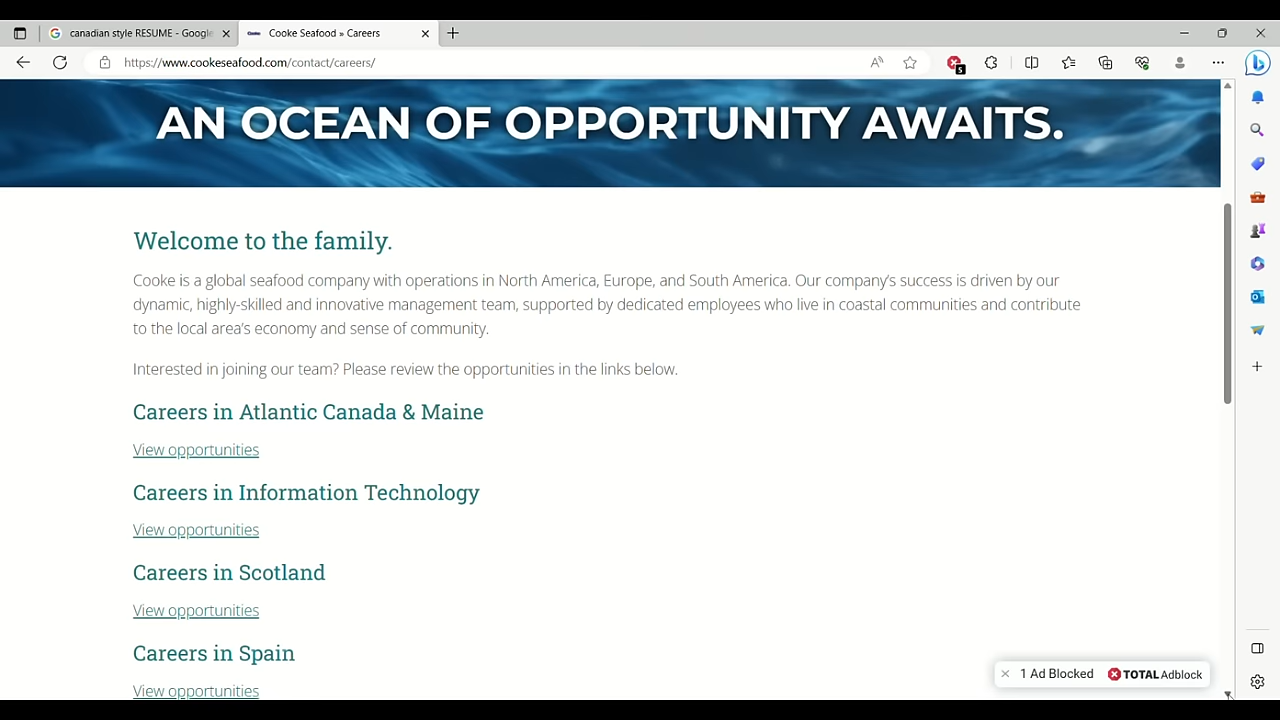 canadian style RESUME - Google
Cooke Seafood » Careers
https://www.cookeseafood.com/contact/careers/
5
AN OCEAN OF OPPORTUNITY AWAITS.
Welcome to the family.
Cooke is a global seafood company with operations in North America, Europe, and South America. Our company's success is driven by our
dynamic, highly-skilled and innovative management team, supported by dedicated employees who live in coastal communities and contribute
to the local area's economy and sense of community.
Interested in joining our team? Please review the opportunities in the links below.
Careers in Atlantic Canada & Maine
View opportunities
Careers in Information Technology
View opportunities
Careers in Scotland
View opportunities
Careers in Spain
View opportunities
1 Ad Blocked TOTAL Adblock